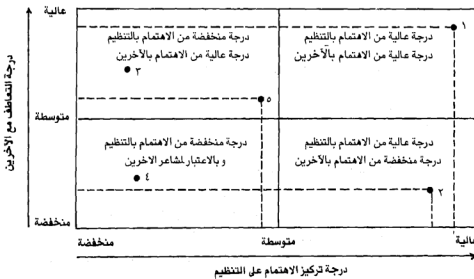 عالية
درجة منخفضة من الاهتمام بالتنظيم
درجة عالية من الاهتمام بالآخرين
٣
درجة عالية من الاهتمام بالتنظيم
درجة عالية من الاهتمام بالآخرين
١
٥
متوسطة
درجة منخفضة من الاهتمام بالتنظيم
و بالاعتبار لمشاعر الاخرين
٤
درجة عالية من الاهتمام بالتنظيم
درجة منخفضة من الاهتمام بالآخرين
٢
منخفضة
درجة التعاطف مع الآخرين
منخفضة
متوسطة
عالية
درجة تركيز الاهتمام على التنظيم